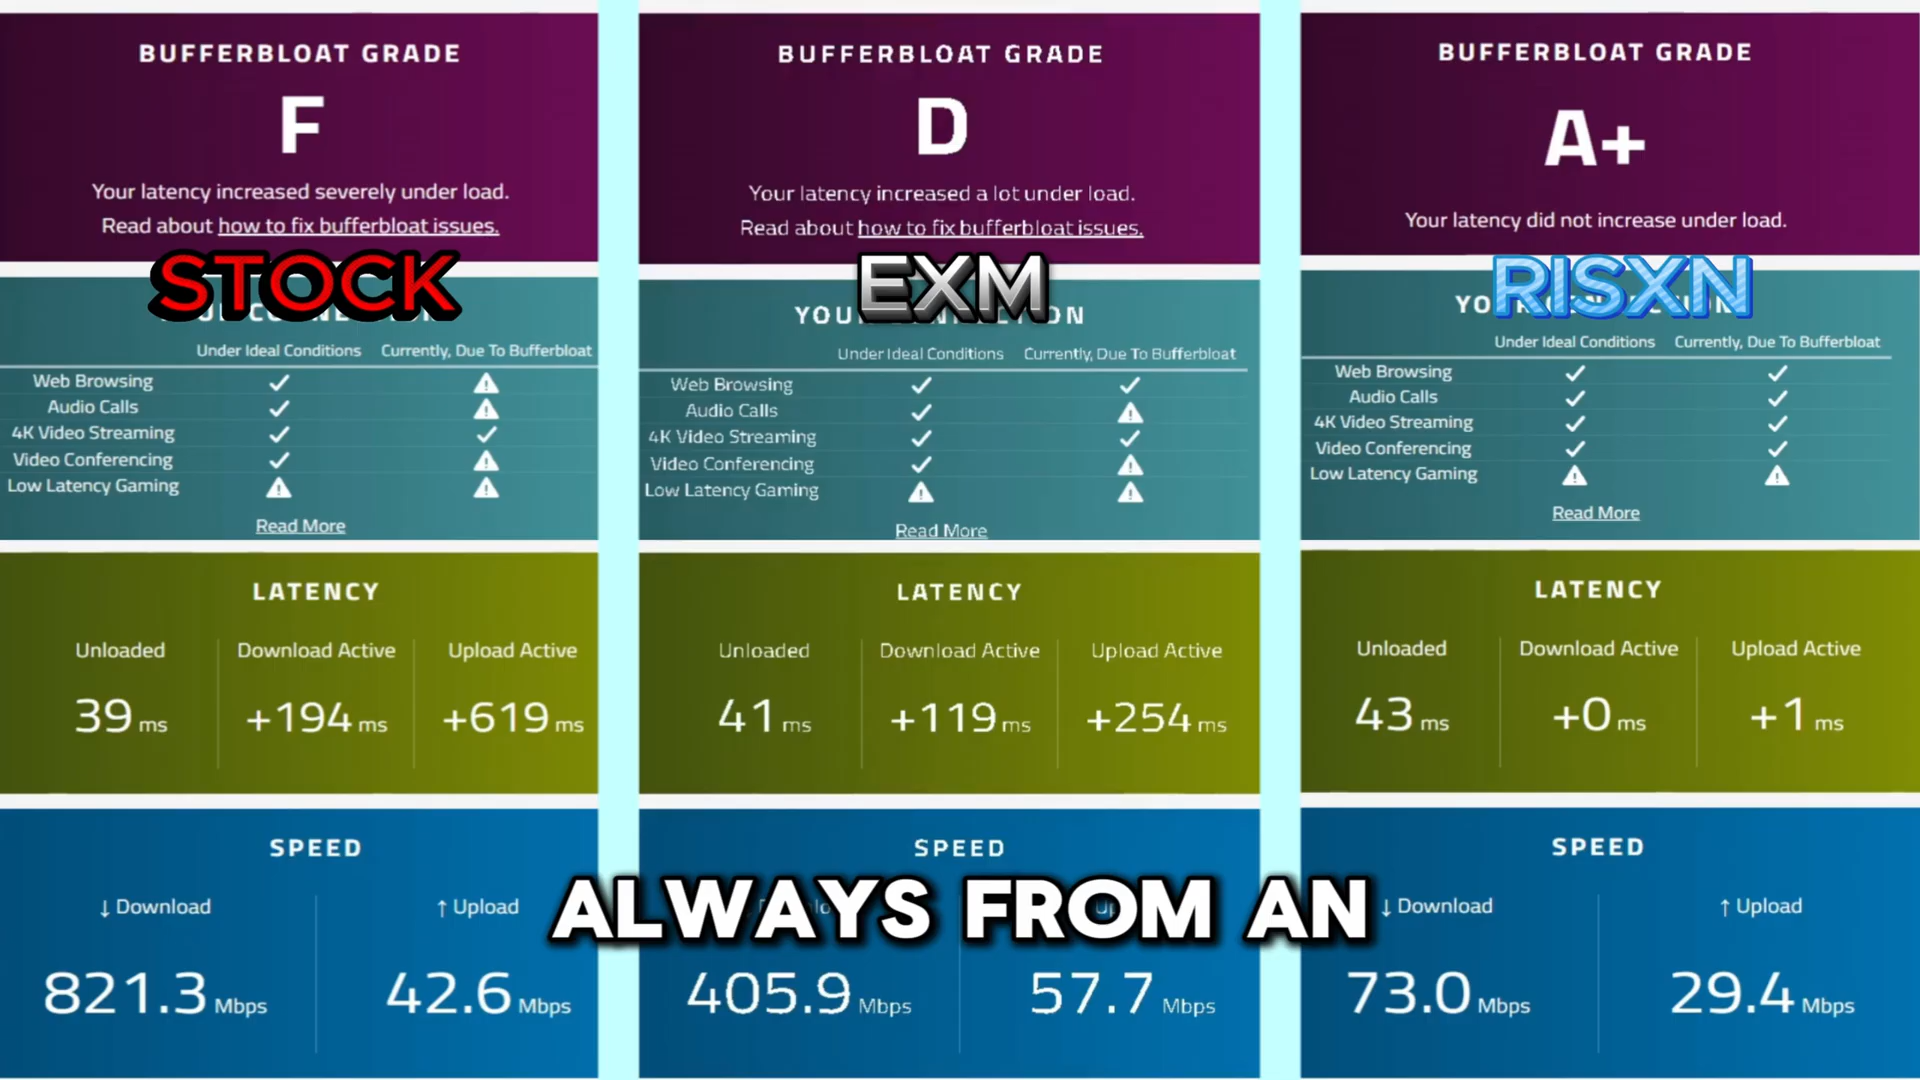 BUFFERBLOAT GRADE
F
Your latency increased severely under load.
Read about how to fix bufferbloat issues.
STOCK
Under Ideal Conditions Currently, Due To Bufferbloat
Web Browsing
Audio Calls
4K Video Streaming
Video Conferencing
Low Latency Gaming
Read More
LATENCY
Unloaded Download Active Upload Active
39 ms +194 ms +619 ms
SPEED
↓ Download ↑ Upload
821.3 Mbps 42.6 Mbps
BUFFERBLOAT GRADE
D
Your latency increased a lot under load.
Read about how to fix bufferbloat issues.
EXM
Under Ideal Conditions Currently, Due To Bufferbloat
Web Browsing
Audio Calls
4K Video Streaming
Video Conferencing
Low Latency Gaming
Read More
LATENCY
Unloaded Download Active Upload Active
41 ms +119 ms +254 ms
SPEED
405.9 Mbps 57.7 Mbps
BUFFERBLOAT GRADE
A+
Your latency did not increase under load.
RISXN
Under Ideal Conditions Currently, Due To Bufferbloat
Web Browsing
Audio Calls
4K Video Streaming
Video Conferencing
Low Latency Gaming
Read More
LATENCY
Unloaded Download Active Upload Active
43 ms +0 ms +1 ms
SPEED
↓ Download ↑ Upload
73.0 Mbps 29.4 Mbps
ALWAYS FROM AN